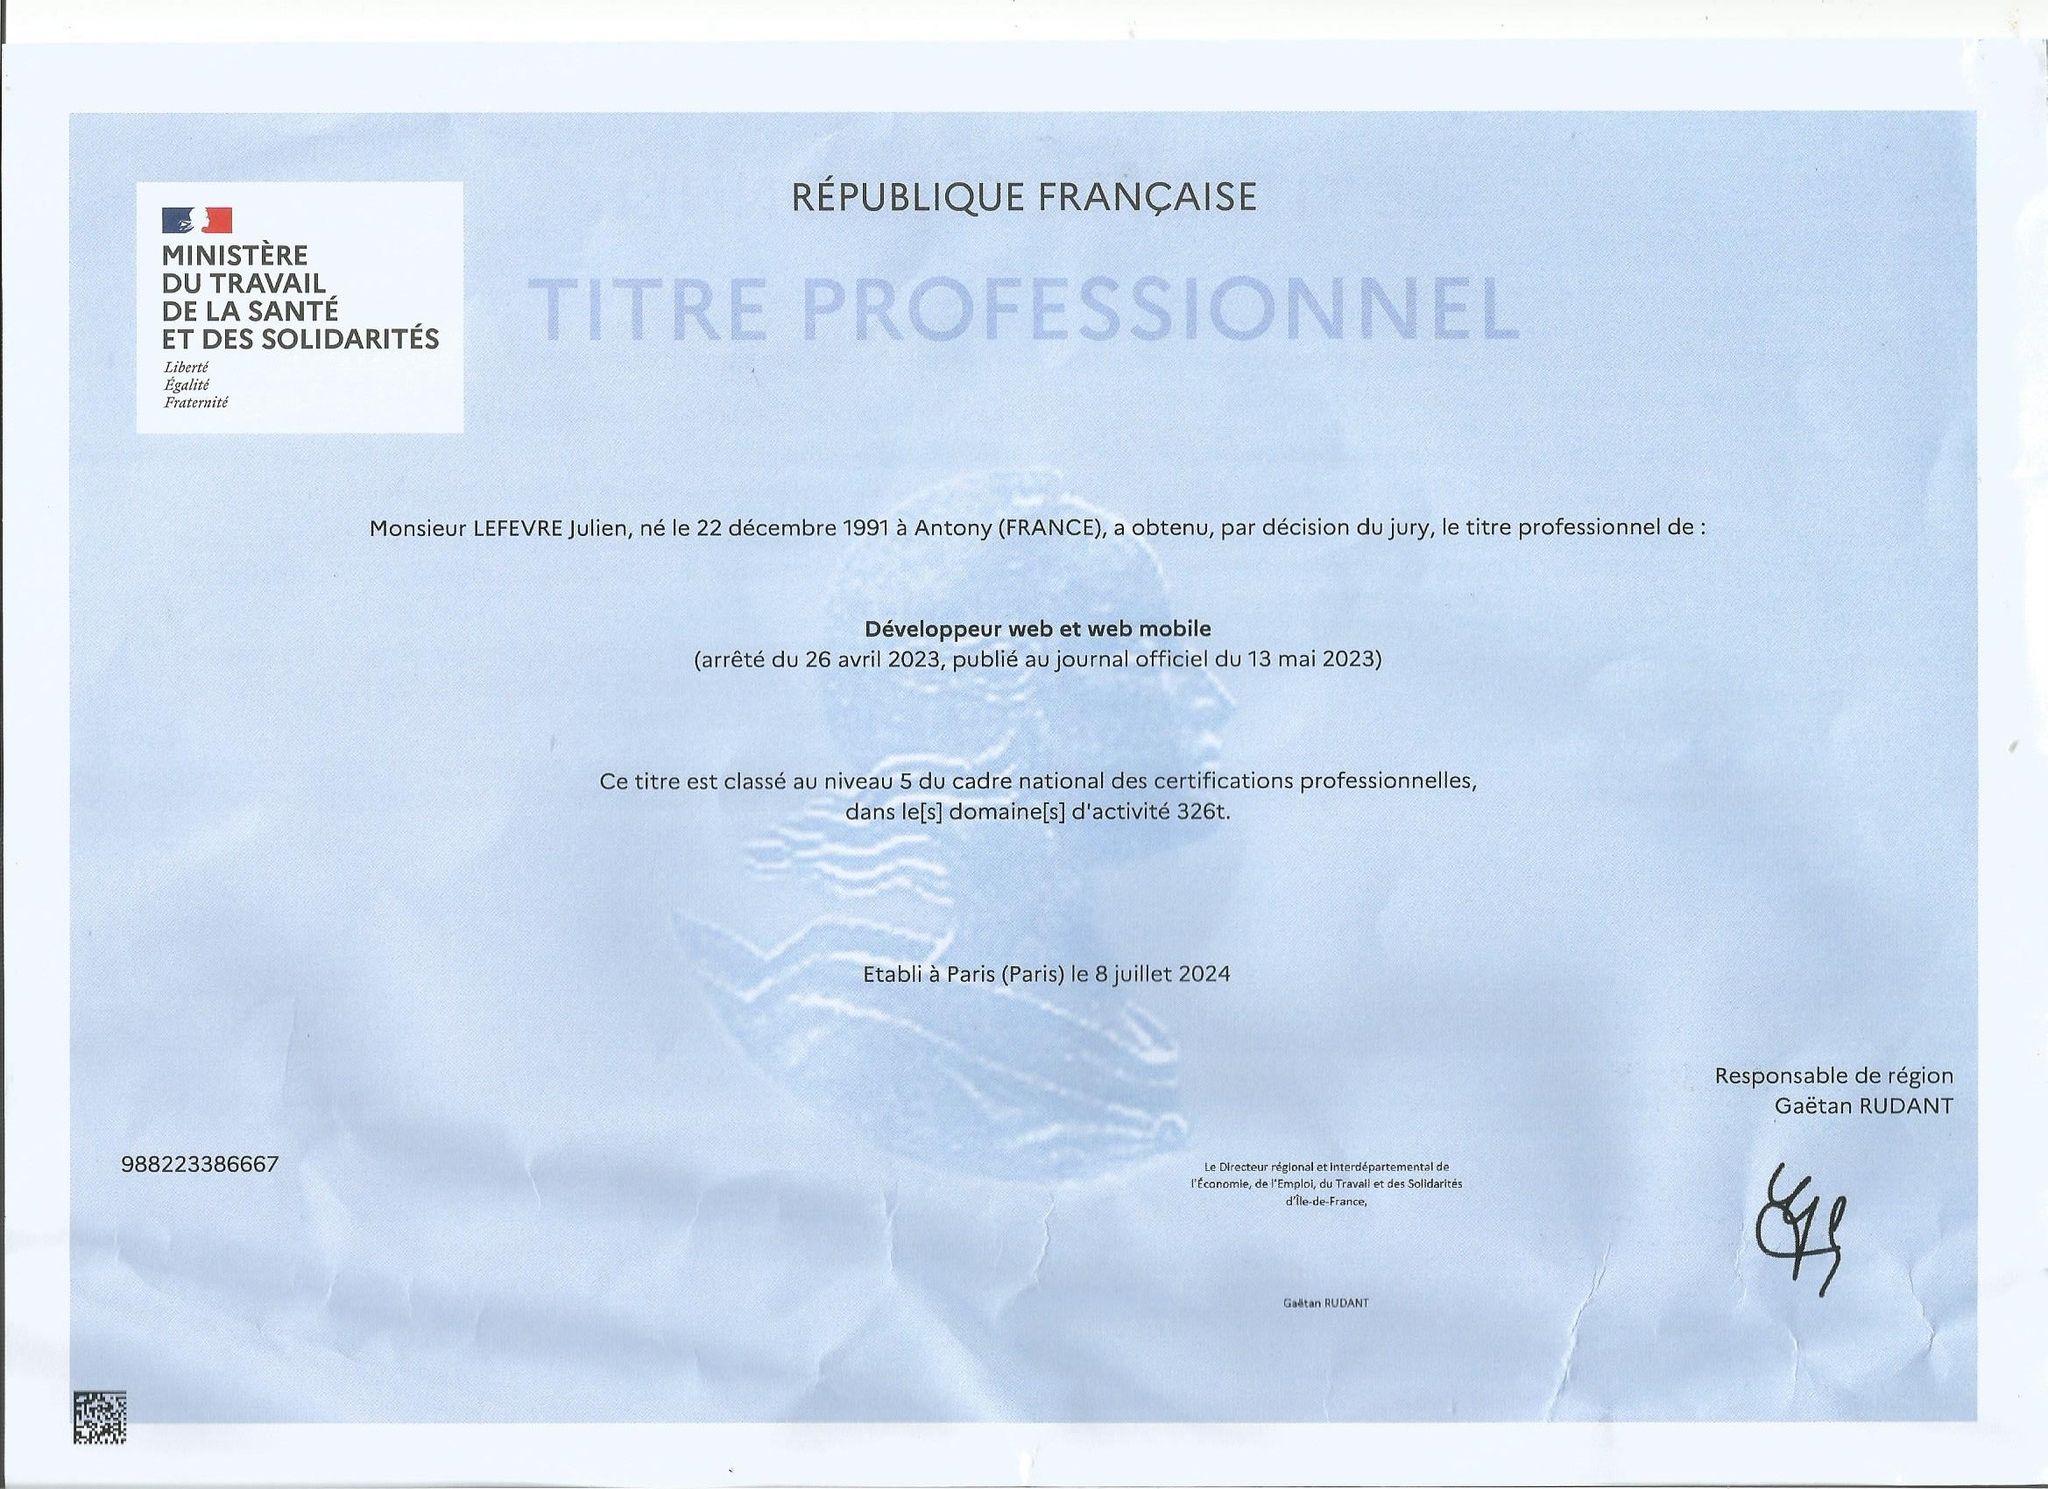 RÉPUBLIQUE FRANÇAISE
TITRE PROFESSIONNEL
MINISTÈRE
DU TRAVAIL
DE LA SANTÉ
ET DES SOLIDARITÉS
Liberté
Égalité
Fraternité
Monsieur LEFEVRE Julien, né le 22 décembre 1991 à Antony (FRANCE), a obtenu, par décision du jury, le titre professionnel de :
Développeur web et web mobile
(arrêté du 26 avril 2023, publié au journal officiel du 13 mai 2023)
Ce titre est classé au niveau 5 du cadre national des certifications professionnelles,
dans le[s] domaine[s] d'activité 326t.
Etabli à Paris (Paris) le 8 juillet 2024
Responsable de région
Gaëtan RUDANT
988223386667
Le Directeur régional et interdépartemental de
l'Économie, de l'Emploi, du Travail et des Solidarités
d'Île-de-France,
Gaëtan RUDANT